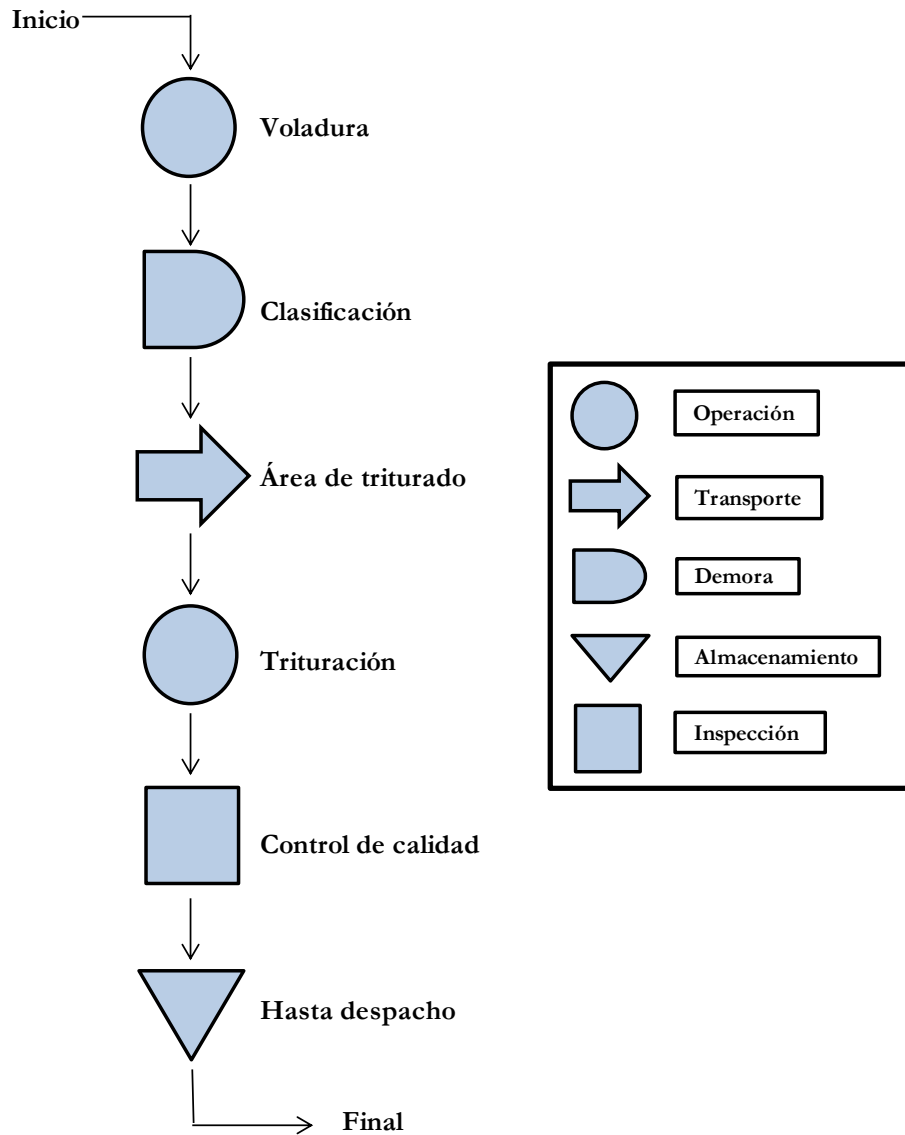 Inicio
Voladura
Clasificación
Área de triturado
Trituración
Control de calidad
Hasta despacho
Final
Operación
Transporte
Demora
Almacenamiento
Inspección